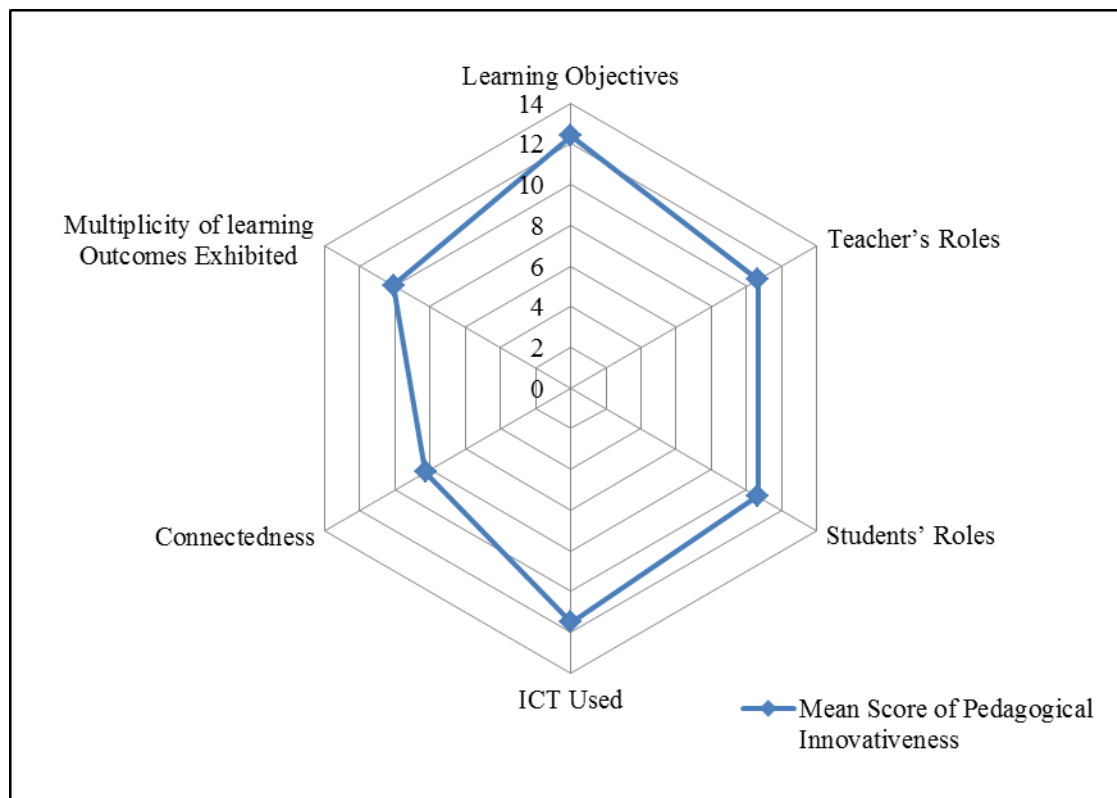 Learning Objectives
14
12
10
8
6
4
2
0
Multiplicity of learning
Outcomes Exhibited
Teacher’s Roles
Connectedness
Students’ Roles
ICT Used
Mean Score of Pedagogical
Innovativeness